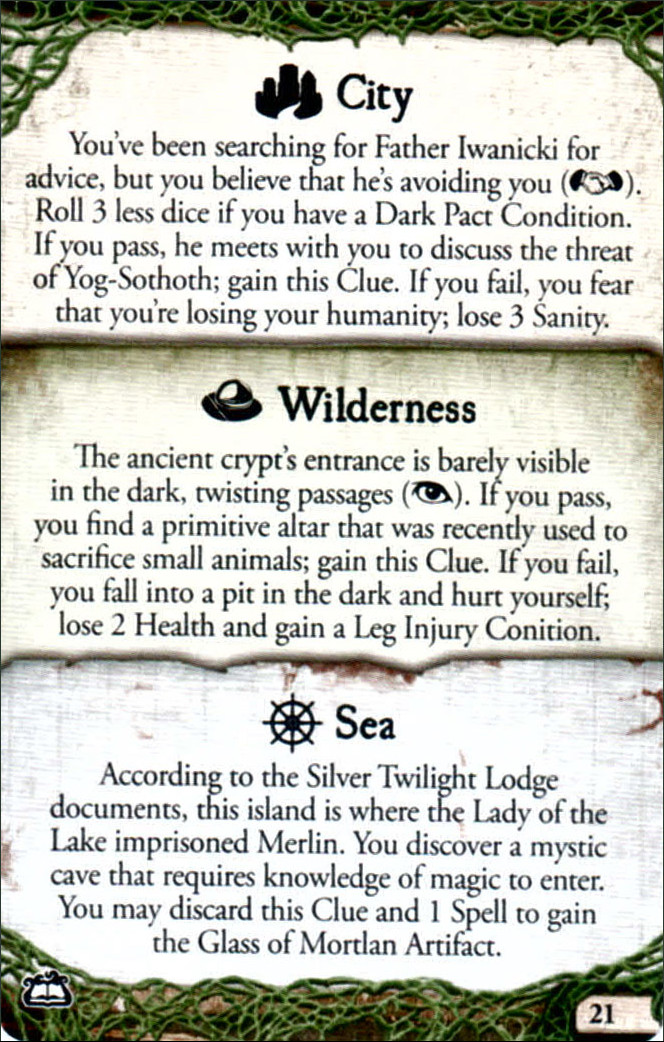 City
You've been searching for Father Iwanicki for
advice, but you believe that he's avoiding you ( ).
Roll 3 less dice if you have a Dark Pact Condition.
If you pass, he meets with you to discuss the threat
of Yog-Sothoth; gain this Clue. If you fail, you fear
that you're losing your humanity; lose 3 Sanity.
Wilderness
The ancient crypt's entrance is barely visible
in the dark, twisting passages ( ). If you pass,
you find a primitive altar that was recently used to
sacrifice small animals; gain this Clue. If you fail,
you fall into a pit in the dark and hurt yourself;
lose 2 Health and gain a Leg Injury Conition.
Sea
According to the Silver Twilight Lodge
documents, this island is where the Lady of the
Lake imprisoned Merlin. You discover a mystic
cave that requires knowledge of magic to enter.
You may discard this Clue and 1 Spell to gain
the Glass of Mortlan Artifact.
21